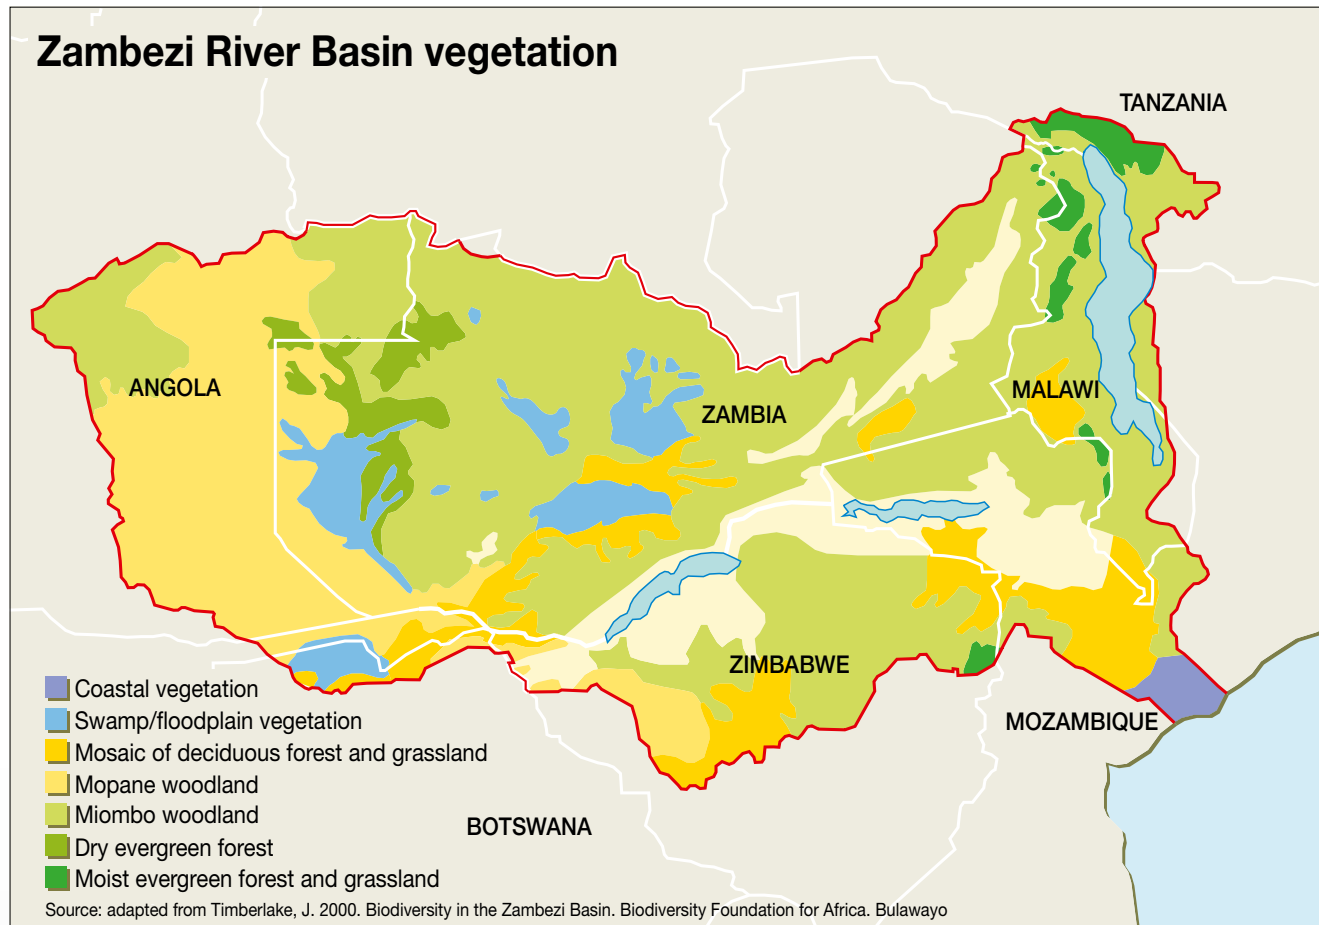 Zambezi River Basin vegetation
TANZANIA
ANGOLA
MALAWI
ZAMBIA
ZIMBABWE
MOZAMBIQUE
BOTSWANA
Coastal vegetation
Swamp/floodplain vegetation
Mosaic of deciduous forest and grassland
Mopane woodland
Miombo woodland
Dry evergreen forest
Moist evergreen forest and grassland
Source: adapted from Timberlake, J. 2000. Biodiversity in the Zambezi Basin. Biodiversity Foundation for Africa. Bulawayo